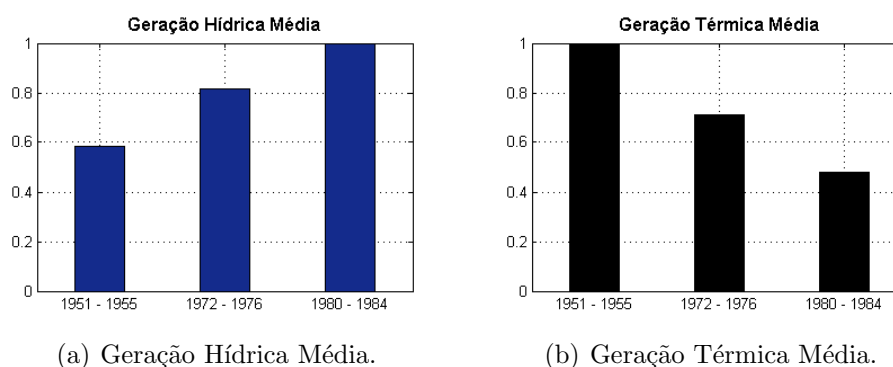 Geração Hídrica Média
1
0.8
0.6
0.4
0.2
0
1951 - 1955 1972 - 1976 1980 - 1984
(a) Geração Hídrica Média.
Geração Térmica Média
1
0.8
0.6
0.4
0.2
0
1951 - 1955 1972 - 1976 1980 - 1984
(b) Geração Térmica Média.